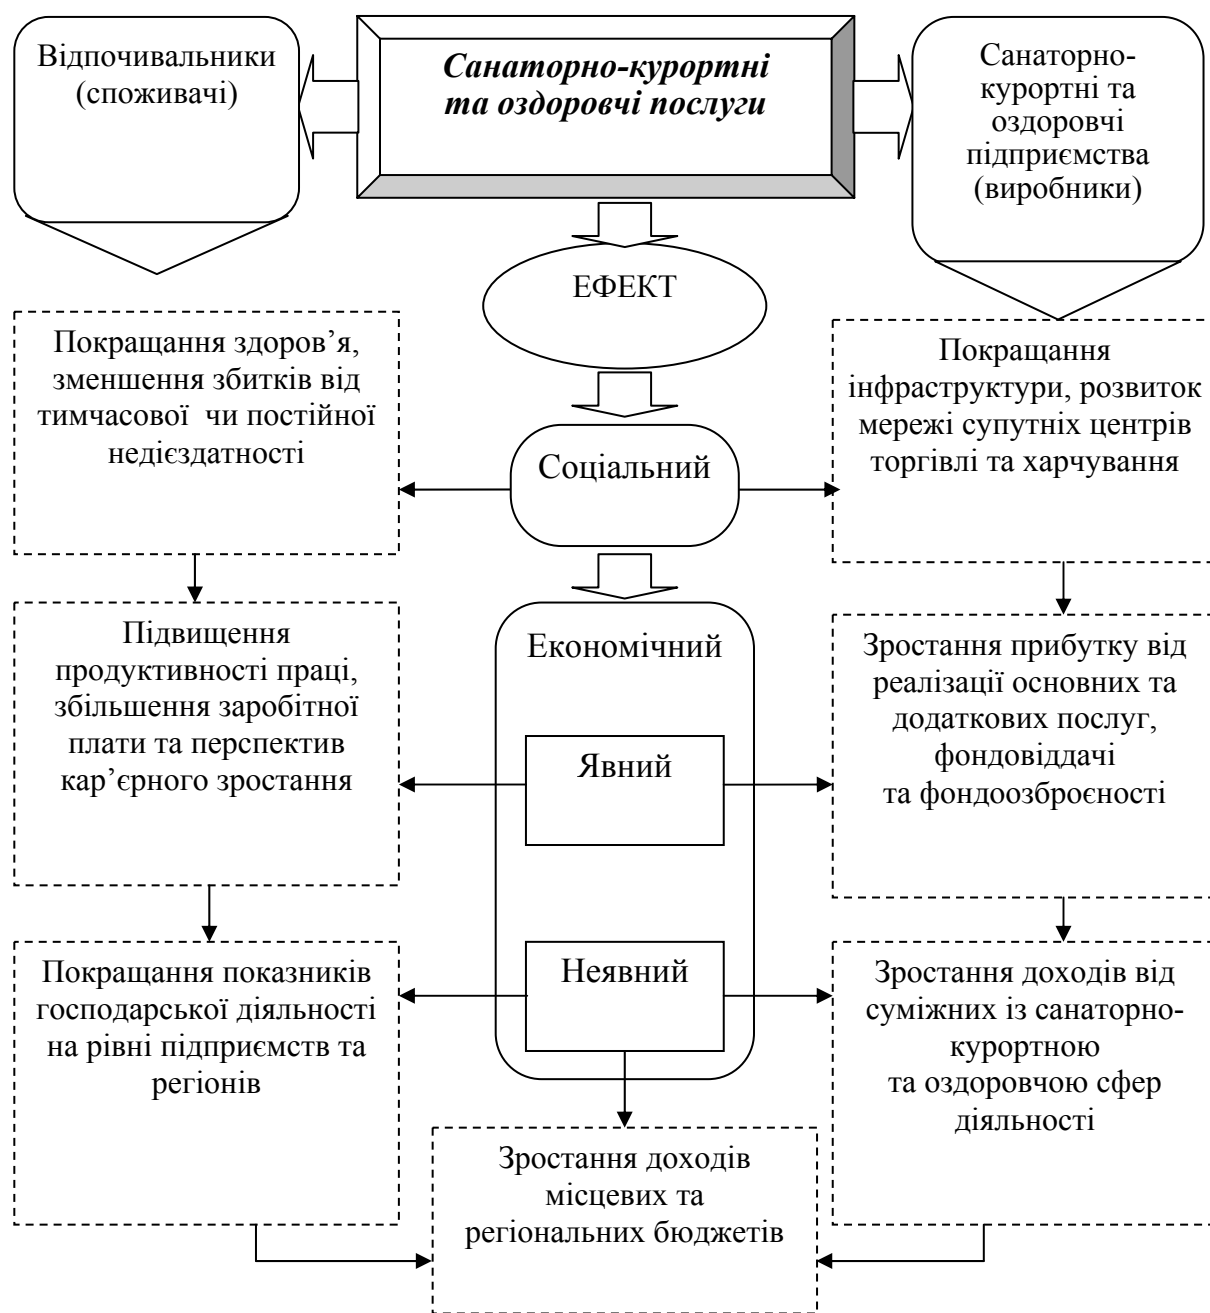 Відпочивальники
(споживачі)
Санаторно-курортні
та оздоровчі послуги
Санаторно-
курортні та
оздоровчі
підприємства
(виробники)
ЕФЕКТ
Покращання здоров’я,
зменшення збитків від
тимчасової чи постійної
недієздатності
Соціальний
Покращання
інфраструктури, розвиток
мережі супутніх центрів
торгівлі та харчування
Підвищення
продуктивності праці,
збільшення заробітної
плати та перспектив
кар’єрного зростання
Економічний
Явний
Зростання прибутку від
реалізації основних та
додаткових послуг,
фондовіддачі
та фондоозброєності
Покращання показників
господарської діяльності
на рівні підприємств та
регіонів
Неявний
Зростання доходів від
суміжних із санаторно-
курортною
та оздоровчою сфер
діяльності
Зростання доходів
місцевих та
регіональних бюджетів